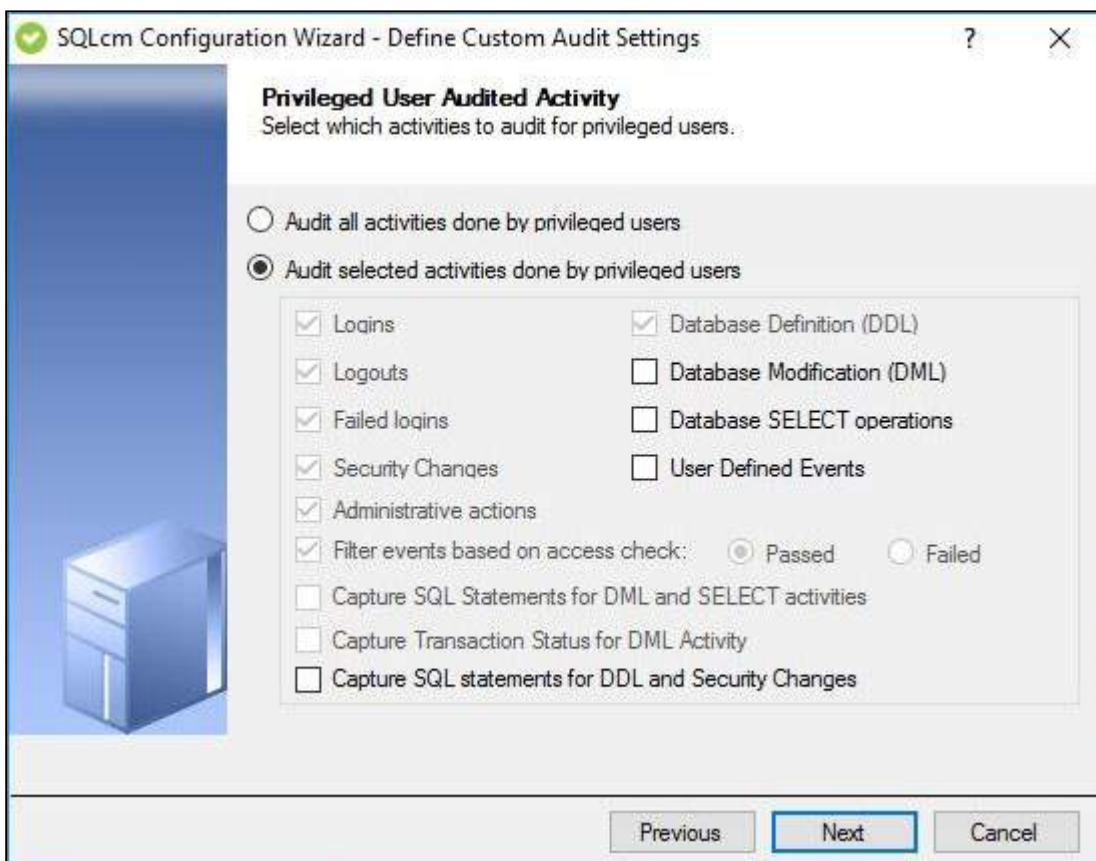 SQLcm Configuration Wizard - Define Custom Audit Settings ?
Privileged User Audited Activity
Select which activities to audit for privileged users.
Audit all activities done by privileged users
Audit selected activities done by privileged users
Logins Database Definition (DDL)
Logouts Database Modification (DML)
Failed logins Database SELECT operations
Security Changes User Defined Events
Administrative actions
Filter events based on access check: Passed Failed
Capture SQL Statements for DML and SELECT activities
Capture Transaction Status for DML Activity
Capture SQL statements for DDL and Security Changes
Previous Next Cancel